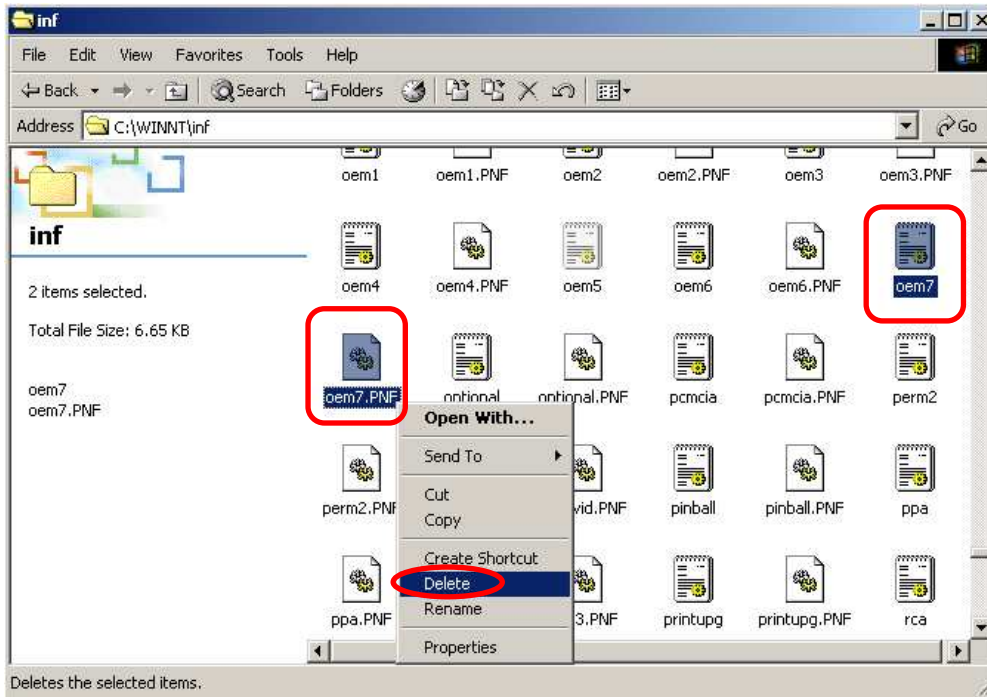 inf
File Edit View Favorites Tools Help
Back Search Folders
Address C:\WINNT\inf Go
oem1 oem1.PNF oem2 oem2.PNF oem3 oem3.PNF
inf
2 items selected.
Total File Size: 6.65 KB
oem7
oem7.PNF
oem4 oem4.PNF oem5 oem6 oem6.PNF oem7
oem7.PNF optional optional.PNF pcmcia pcmcia.PNF perm2
Open With...
Send To
Cut
Copy
Create Shortcut
Delete
Rename
Properties
perm2.PNF vid.PNF pinball pinball.PNF ppa
ppa.PNF 3.PNF printupg printupg.PNF rca
Deletes the selected items.